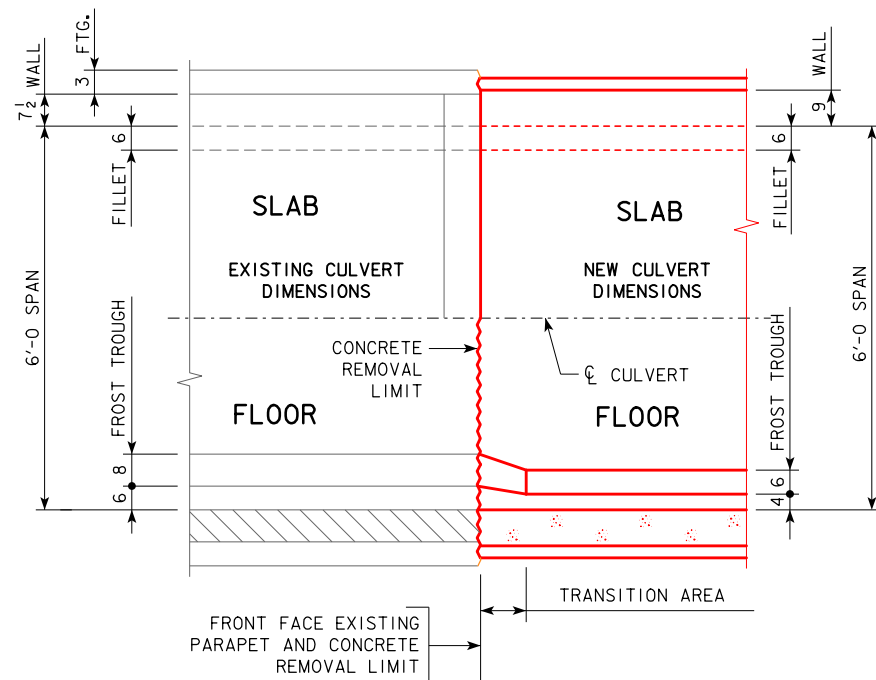 3 FTG.
7 1/2 WALL
6
FILLET
6'-0 SPAN
FROST TROUGH
8
6
SLAB
EXISTING CULVERT
DIMENSIONS
CONCRETE
REMOVAL
LIMIT
FLOOR
SLAB
NEW CULVERT
DIMENSIONS
℄ CULVERT
FLOOR
9 WALL
6
FILLET
6'-0 SPAN
FROST TROUGH
6
4
TRANSITION AREA
FRONT FACE EXISTING
PARAPET AND CONCRETE
REMOVAL LIMIT